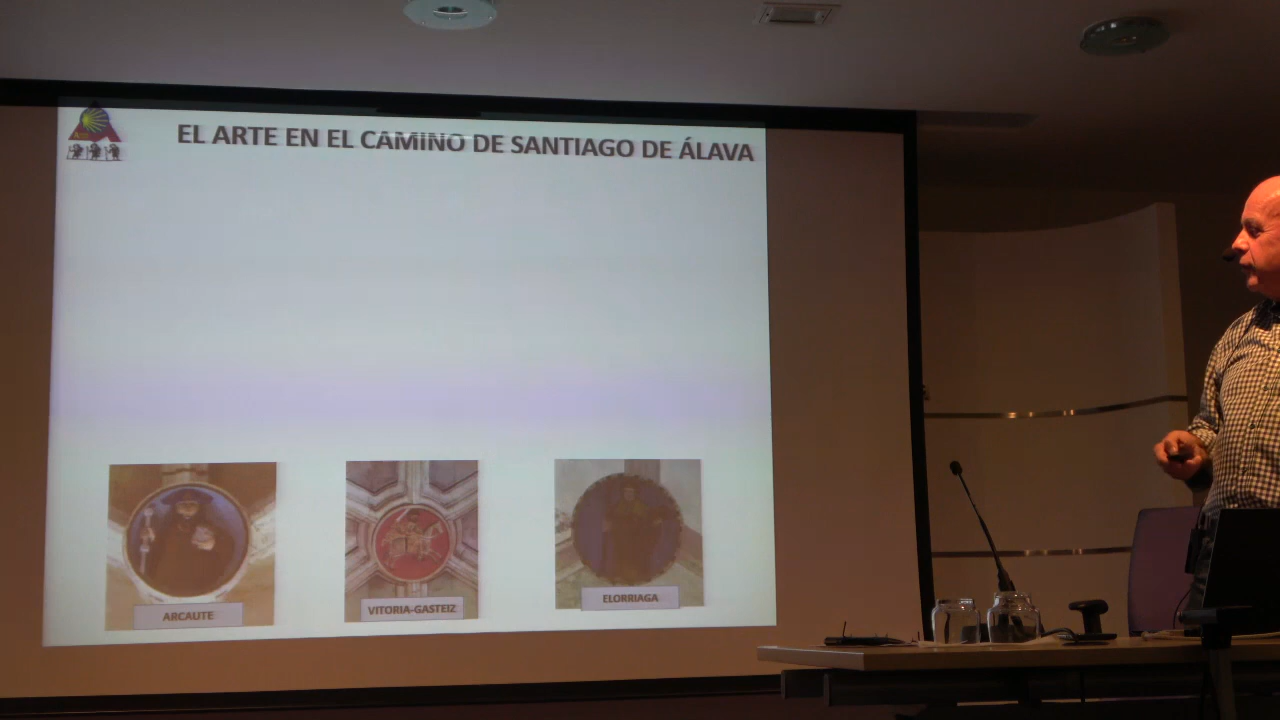 EL ARTE EN EL CAMINO DE SANTIAGO DE ÁLAVA
ARCAUTE
VITORIA-GASTEIZ
ELORRIAGA